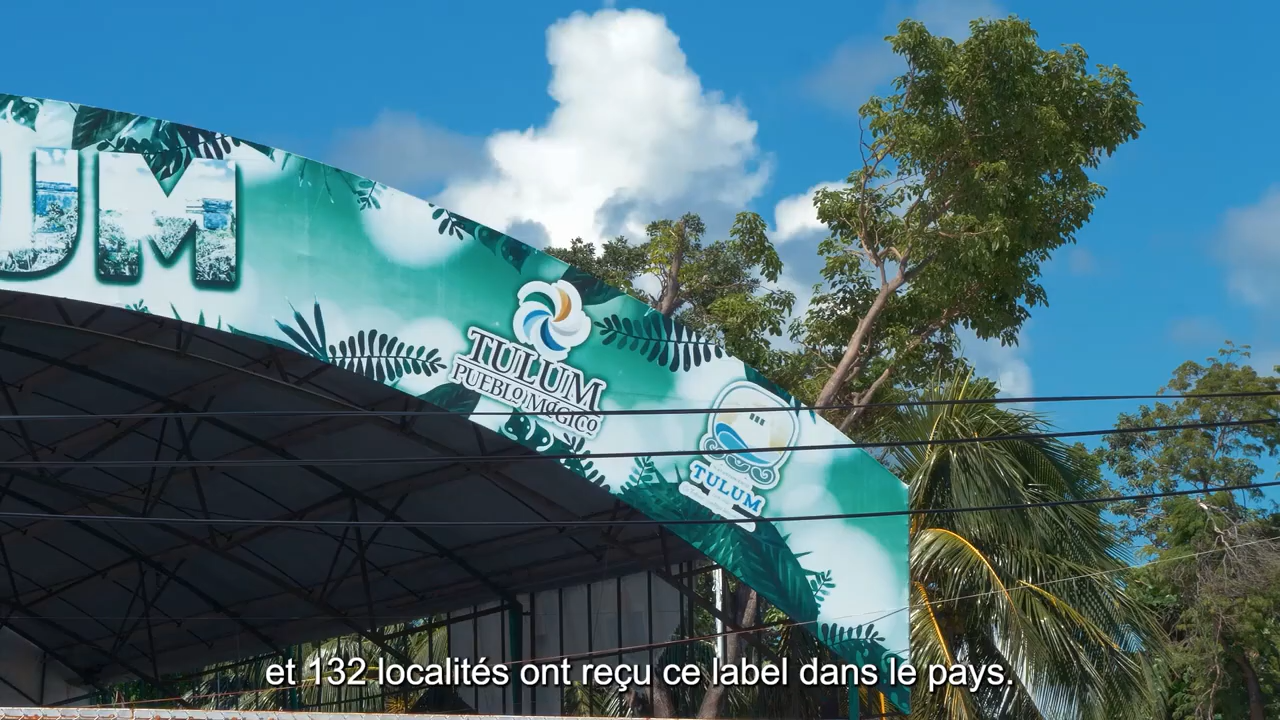 UM
TULUM
PUEBLO MÁGICO
TULUM
et 132 localités ont reçu ce label dans le pays.